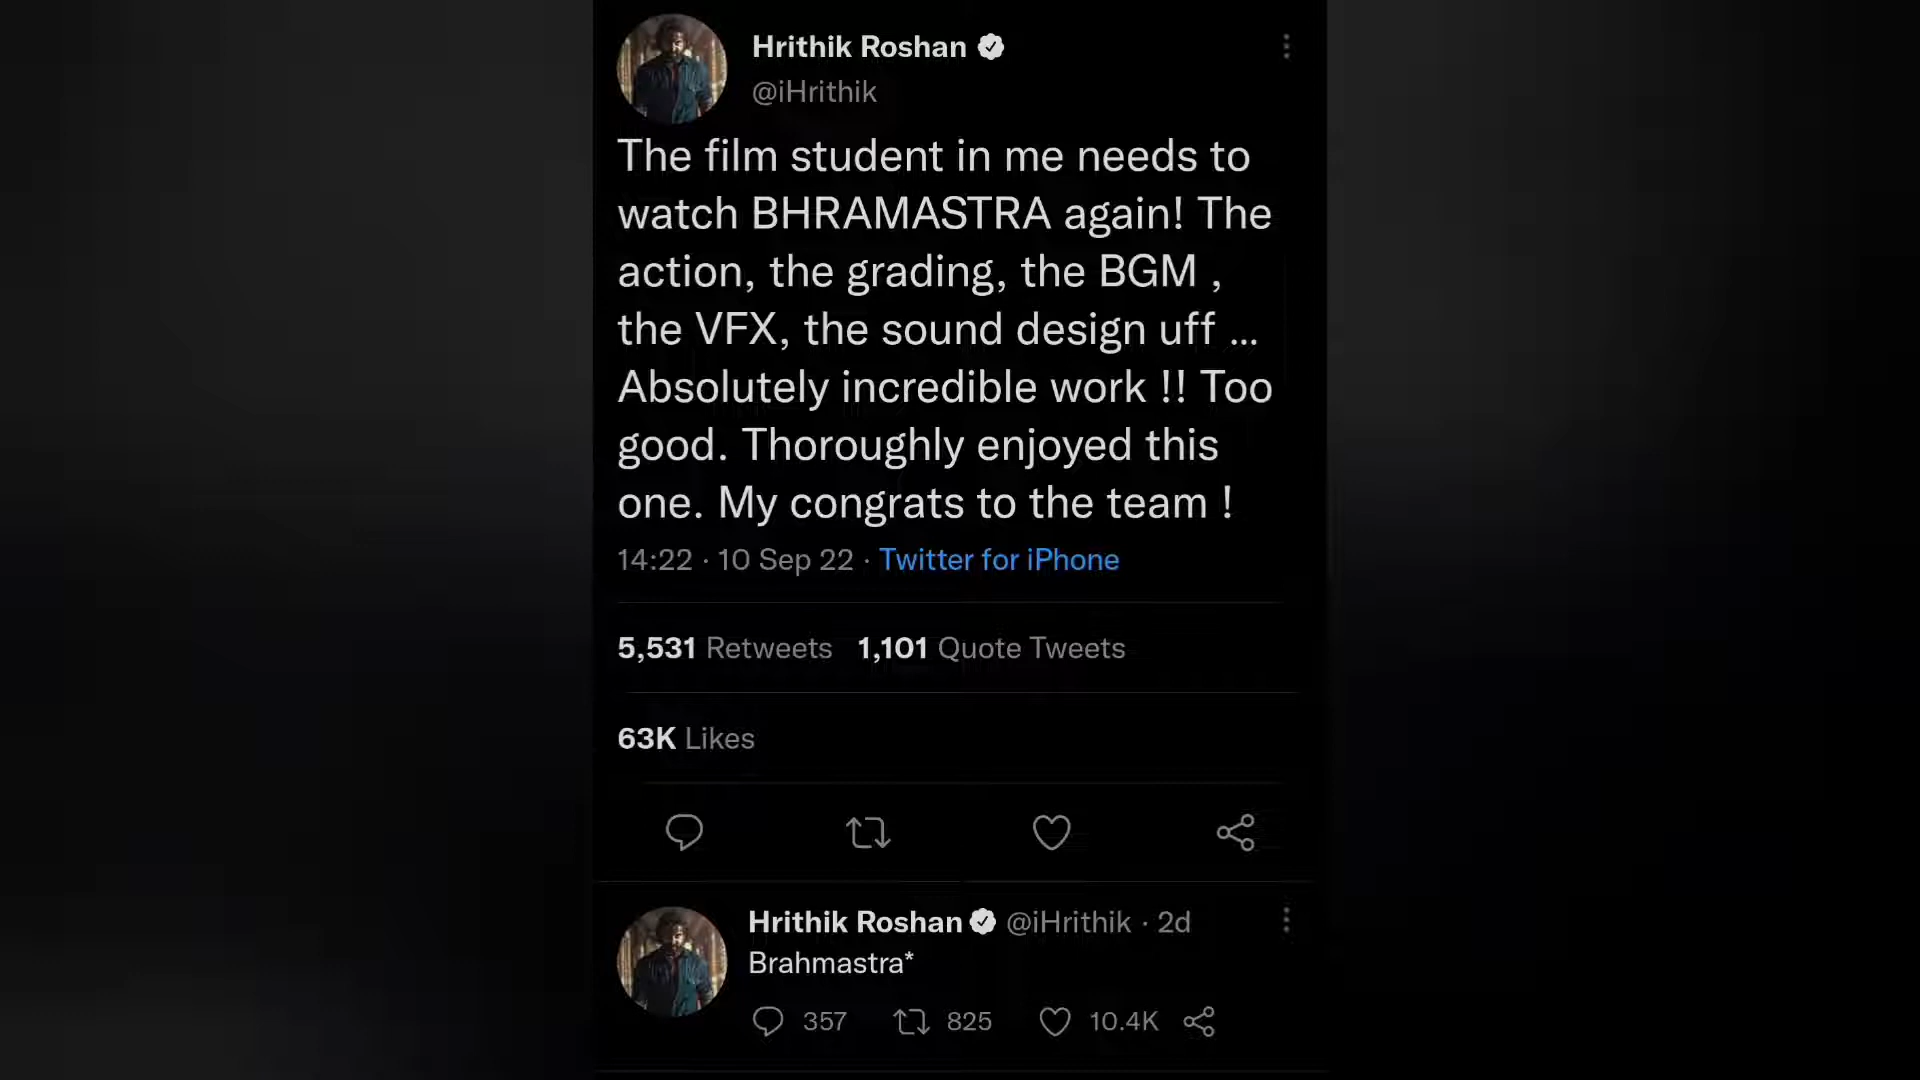 Hrithik Roshan
@iHrithik
The film student in me needs to
watch BHRAMASTRA again! The
action, the grading, the BGM ,
the VFX, the sound design uff ...
Absolutely incredible work !! Too
good. Thoroughly enjoyed this
one. My congrats to the team !
14:22 · 10 Sep 22 · Twitter for iPhone
5,531 Retweets 1,101 Quote Tweets
63K Likes
Hrithik Roshan @iHrithik · 2d
Brahmastra*
357 825 10.4K